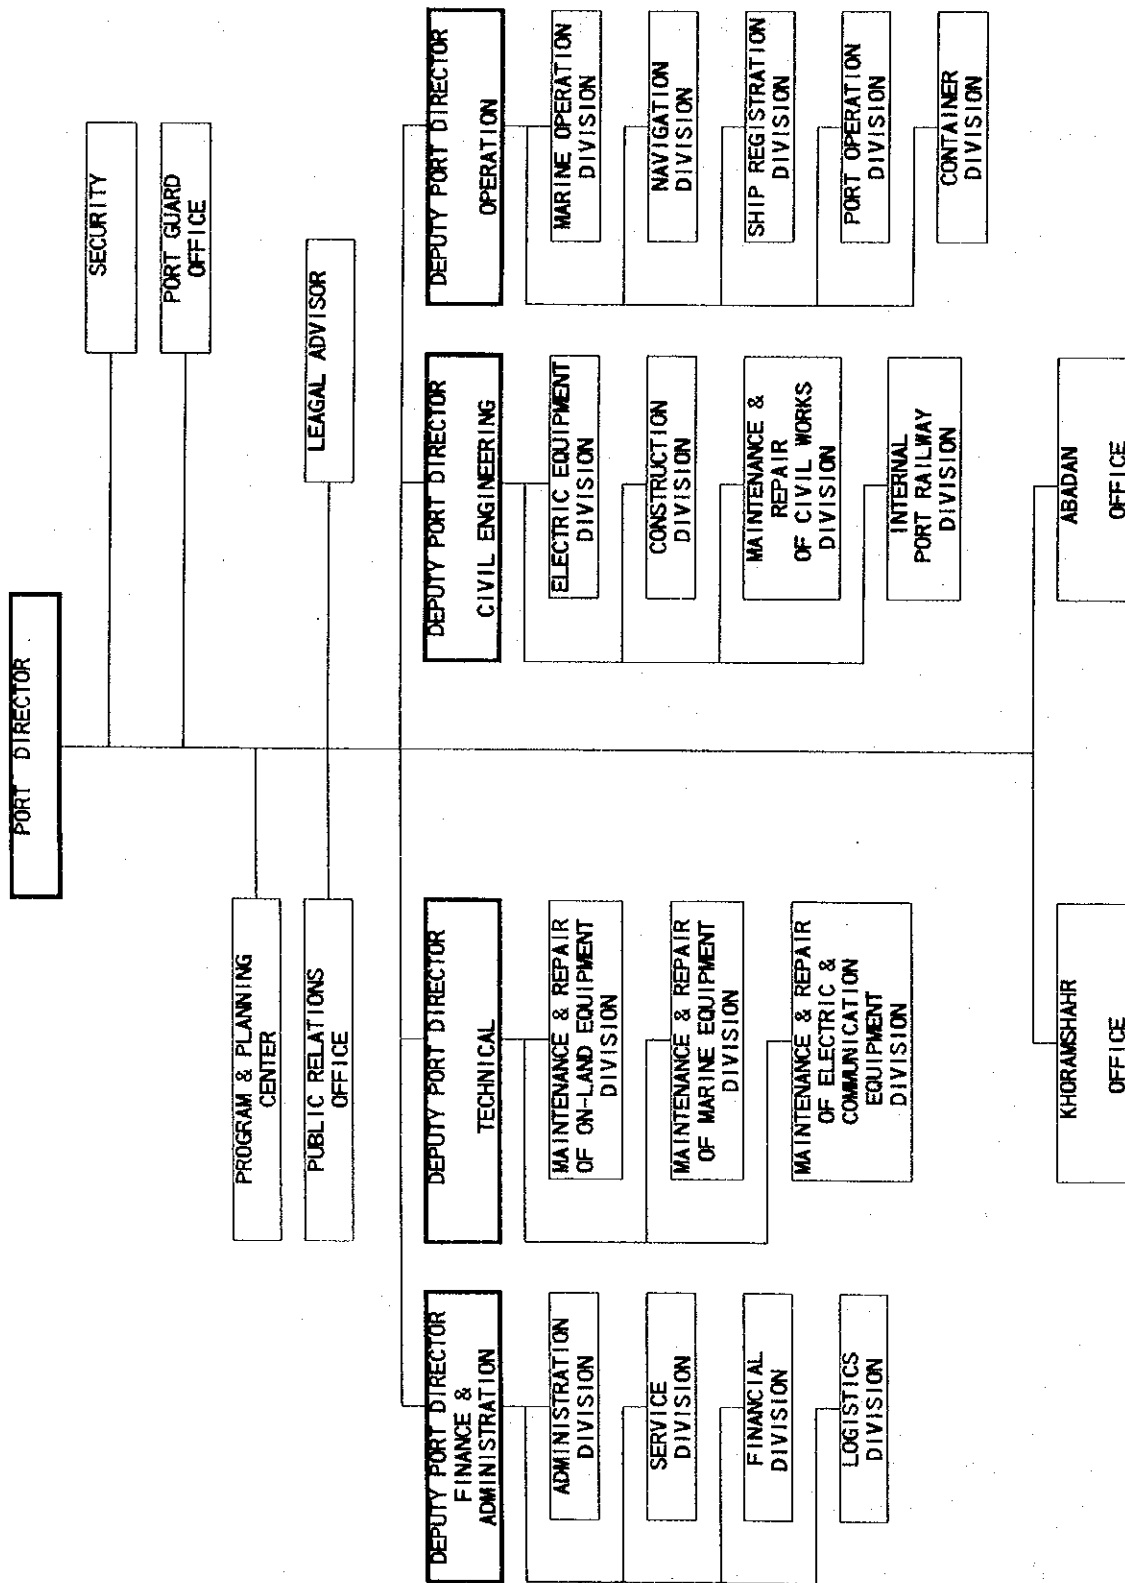 PORT DIRECTOR
SECURITY
PORT GUARD
OFFICE
PROGRAM & PLANNING
CENTER
PUBLIC RELATIONS
OFFICE
LEAGAL ADVISOR
DEPUTY PORT DIRECTOR
FINANCE &
ADMINISTRATION
ADMINISTRATION
DIVISION
SERVICE
DIVISION
FINANCIAL
DIVISION
LOGISTICS
DIVISION
DEPUTY PORT DIRECTOR
TECHNICAL
MAINTENANCE & REPAIR
OF ON-LAND EQUIPMENT
DIVISION
MAINTENANCE & REPAIR
OF MARINE EQUIPMENT
DIVISION
MAINTENANCE & REPAIR
OF ELECTRIC &
COMMUNICATION
EQUIPMENT
DIVISION
DEPUTY PORT DIRECTOR
CIVIL ENGINEERING
ELECTRIC EQUIPMENT
DIVISION
CONSTRUCTION
DIVISION
MAINTENANCE &
REPAIR
OF CIVIL WORKS
DIVISION
INTERNAL
PORT RAILWAY
DIVISION
DEPUTY PORT DIRECTOR
OPERATION
MARINE OPERATION
DIVISION
NAVIGATION
DIVISION
SHIP REGISTRATION
DIVISION
PORT OPERATION
DIVISION
CONTAINER
DIVISION
KHORAMSHAHR
OFFICE
ABADAN
OFFICE